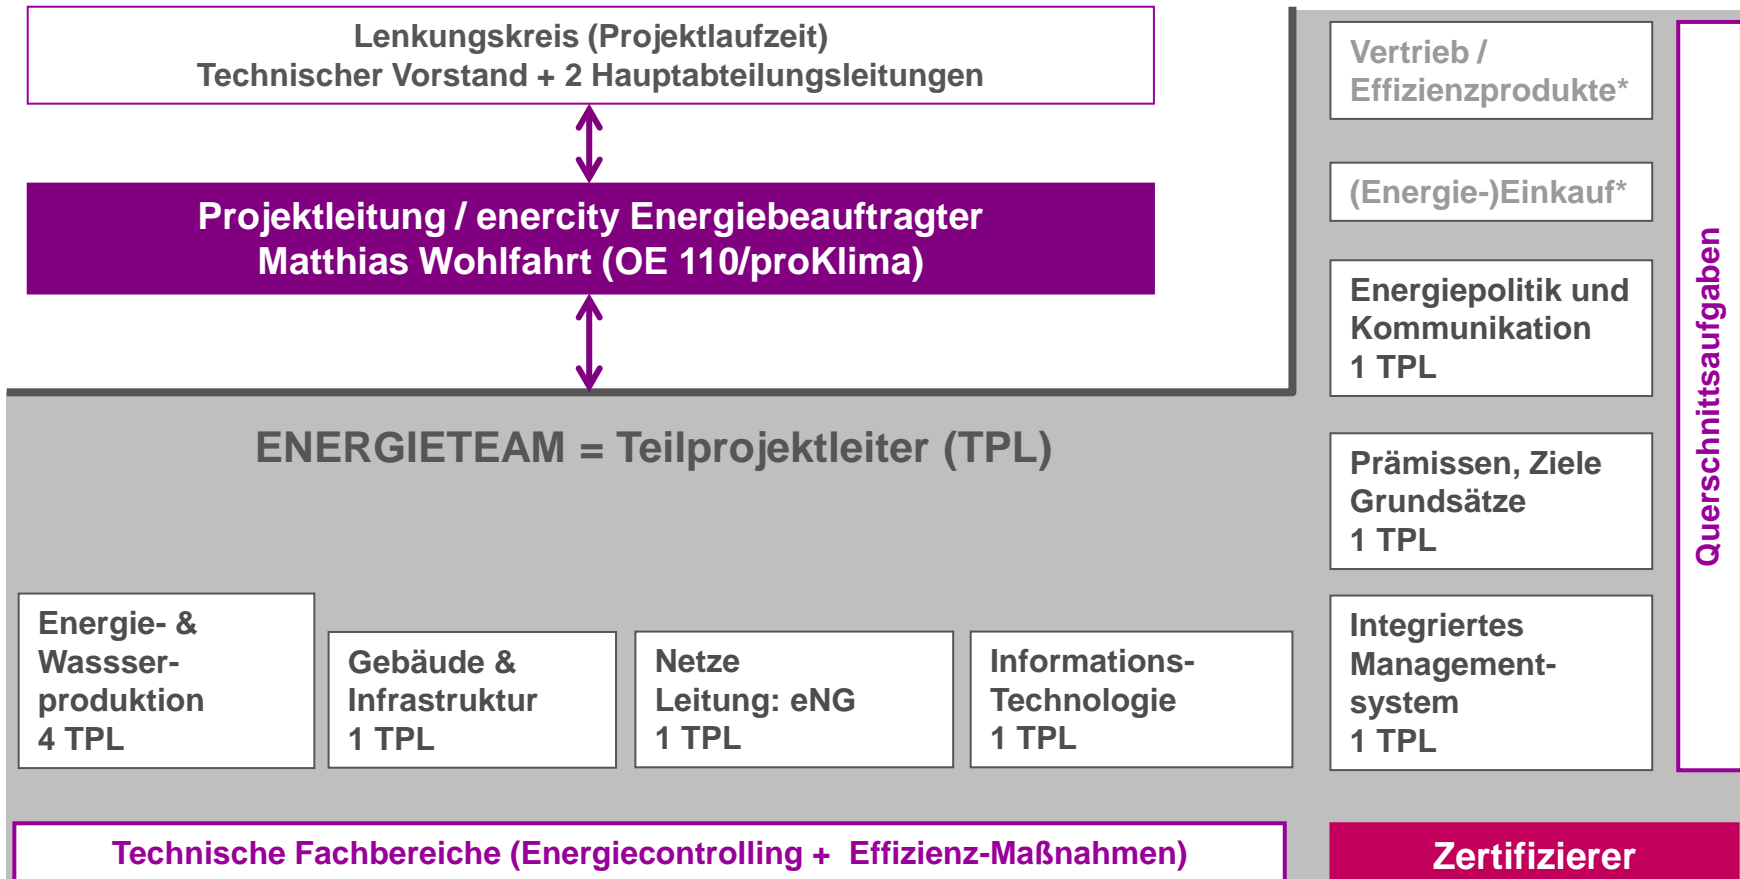 Lenkungskreis (Projektlaufzeit)
Technischer Vorstand + 2 Hauptabteilungsleitungen
Projektleitung / enercity Energiebeauftragter
Matthias Wohlfahrt (OE 110/proKlima)
ENERGIETEAM = Teilprojektleiter (TPL)
Energie- &
Wassser-
produktion
4 TPL
Gebäude &
Infrastruktur
1 TPL
Netze
Leitung: eNG
1 TPL
Informations-
Technologie
1 TPL
Technische Fachbereiche (Energiecontrolling + Effizienz-Maßnahmen)
Vertrieb /
Effizienzprodukte*
(Energie-)Einkauf*
Energiepolitik und
Kommunikation
1 TPL
Prämissen, Ziele
Grundsätze
1 TPL
Integriertes
Management-
system
1 TPL
Querschnittsaufgaben
Zertifizierer